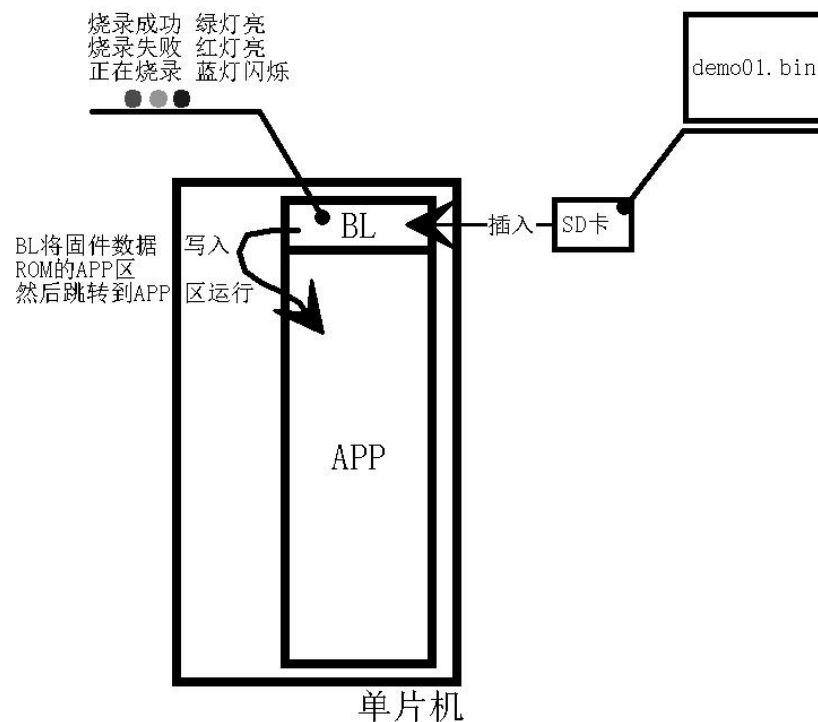 烧录成功 绿灯亮
烧录失败 红灯亮
正在烧录 蓝灯闪烁
demo01.bin
BL
插入
SD卡
BL将固件数据 写入
ROM的APP区
然后跳转到APP 区运行
APP
单片机